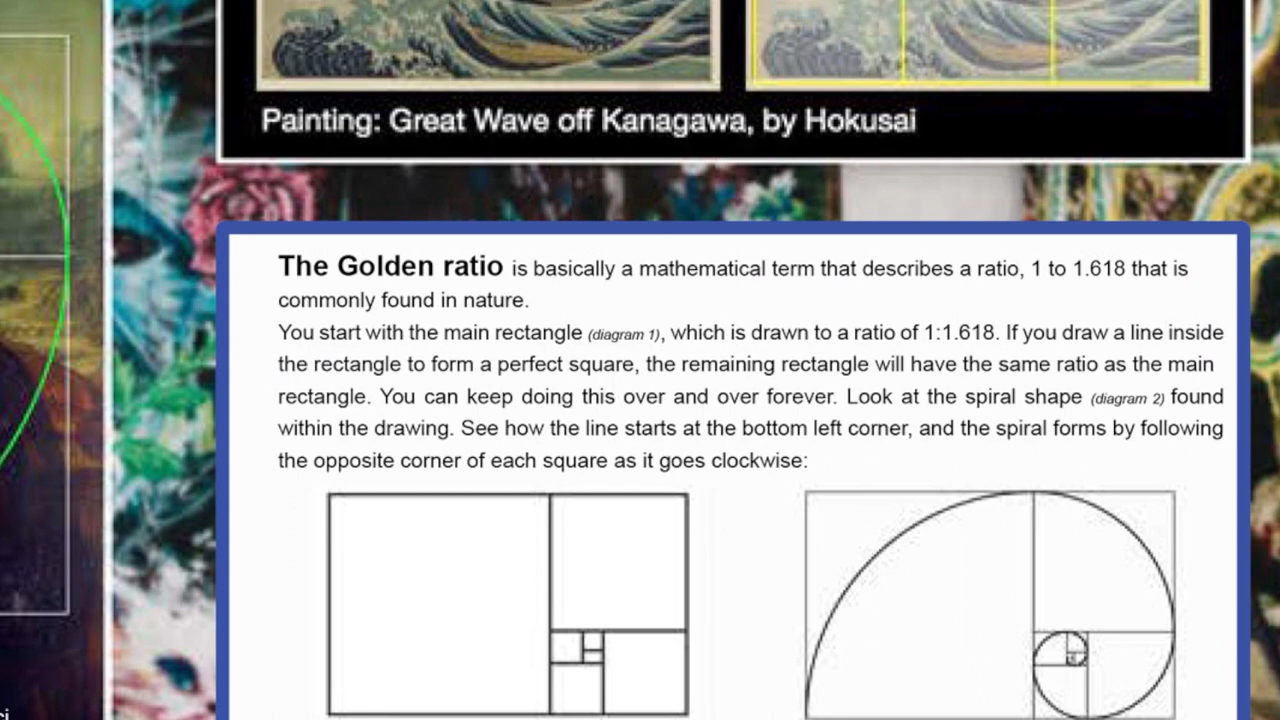 Painting: Great Wave off Kanagawa, by Hokusai
The Golden ratio is basically a mathematical term that describes a ratio, 1 to 1.618 that is
commonly found in nature.
You start with the main rectangle (diagram 1), which is drawn to a ratio of 1:1.618. If you draw a line inside
the rectangle to form a perfect square, the remaining rectangle will have the same ratio as the main
rectangle. You can keep doing this over and over forever. Look at the spiral shape (diagram 2) found
within the drawing. See how the line starts at the bottom left corner, and the spiral forms by following
the opposite corner of each square as it goes clockwise: